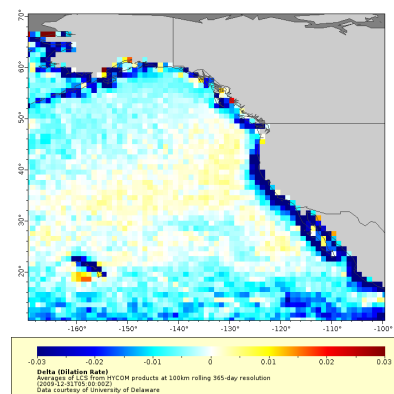 70°
60°
50°
40°
30°
20°
-160° -150° -140° -130° -120° -110° -100°
-0.03 -0.02 -0.01 0 0.01 0.02 0.03
Delta (Dilation Rate)
Averages of LCS from HYCOM products at 100km rolling 365-day resolution
(2009-12-31T05:00:00Z)
Data courtesy of University of Delaware